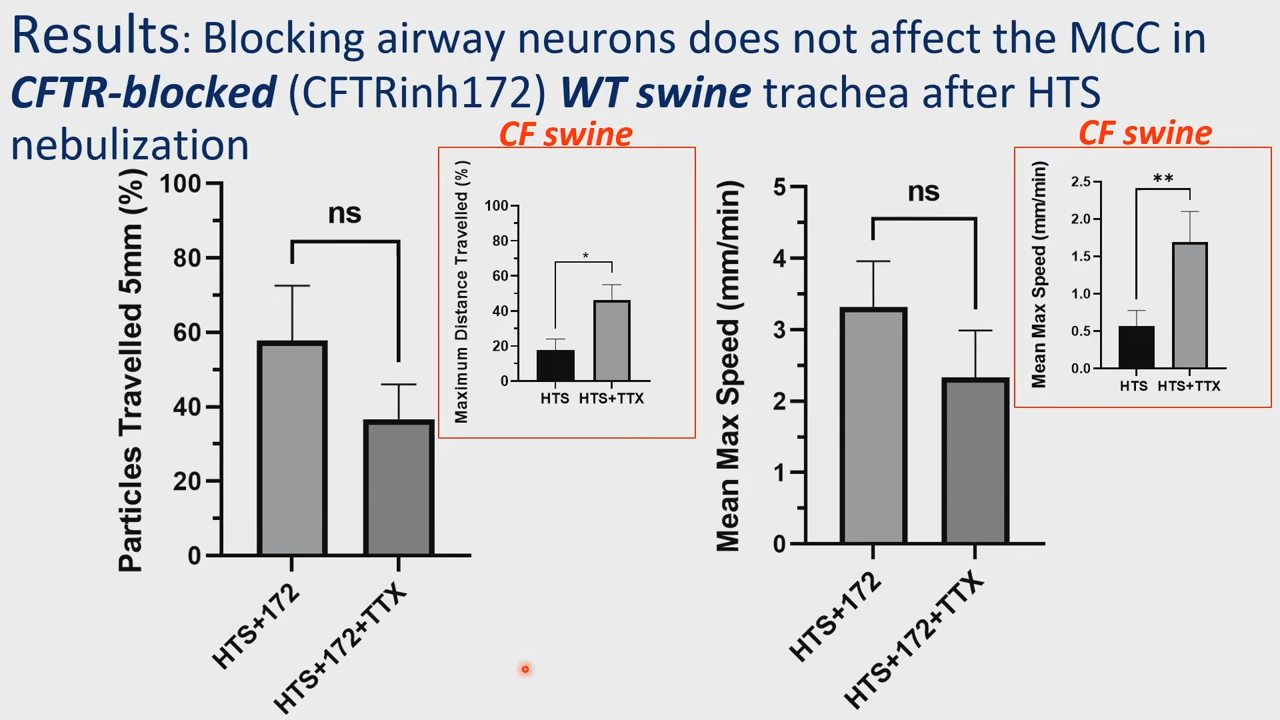 Results: Blocking airway neurons does not affect the MCC in
CFTR-blocked (CFTRinh172) WT swine trachea after HTS
nebulization
CF swine
CF swine
Particles Travelled 5mm (%)
100
80
60
40
20
0
ns
HTS+172
HTS+172+TTX
Maximum Distance Travelled (%)
100
80
60
40
20
0
*
HTS
HTS+TTX
Mean Max Speed (mm/min)
5
4
3
2
1
0
ns
HTS+172
HTS+172+TTX
Mean Max Speed (mm/min)
2.5
2.0
1.5
1.0
0.5
0.0
**
HTS
HTS+TTX